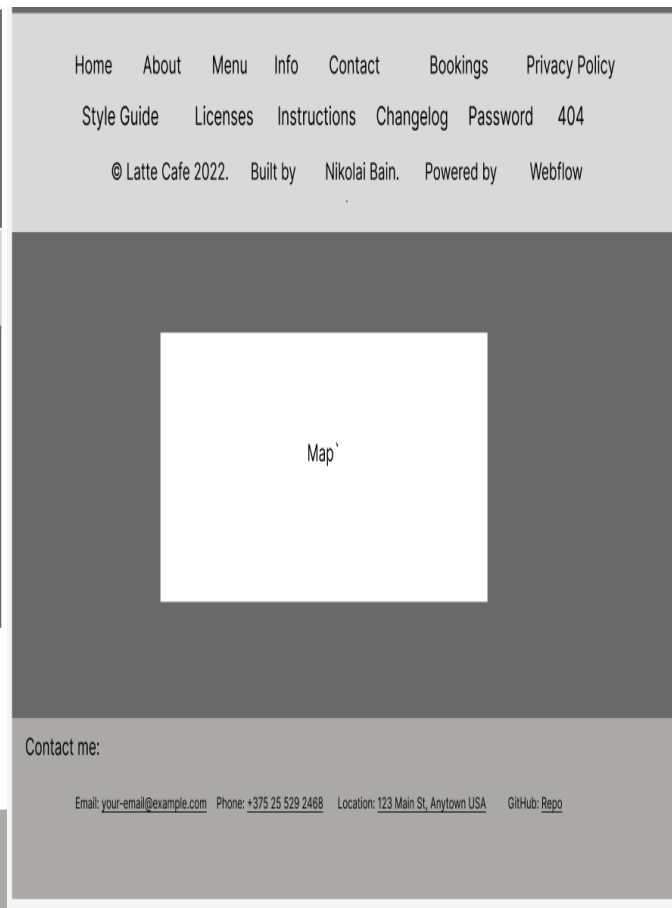 Home About Menu Info Contact Bookings Privacy Policy
Style Guide Licenses Instructions Changelog Password 404
© Latte Cafe 2022. Built by Nikolai Bain. Powered by Webflow
.
Map`
Contact me:
Email: your-email@example.com Phone: +375 25 529 2468 Location: 123 Main St, Anytown USA GitHub: Repo